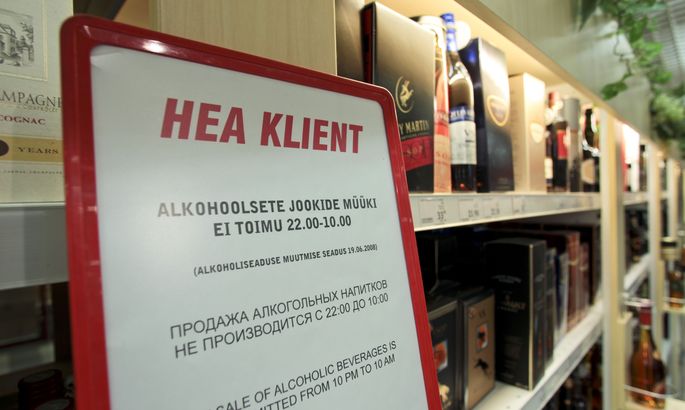 HEA KLIENT
ALKOHOOLSETE JOOKIDE MÜÜKI
EI TOIMU 22.00-10.00
(ALKOHOLISEADUSE MUUTMISE SEADUS 19.06.2008)
ПРОДАЖА АЛКОГОЛЬНЫХ НАПИТКОВ
НЕ ПРОИЗВОДИТСЯ С 22:00 ДО 10:00
SALE OF ALCOHOLIC BEVERAGES IS
MITTED FROM 10 PM TO 10 AM
AMPAGNE
COGNAC
YEARS
MARTIN